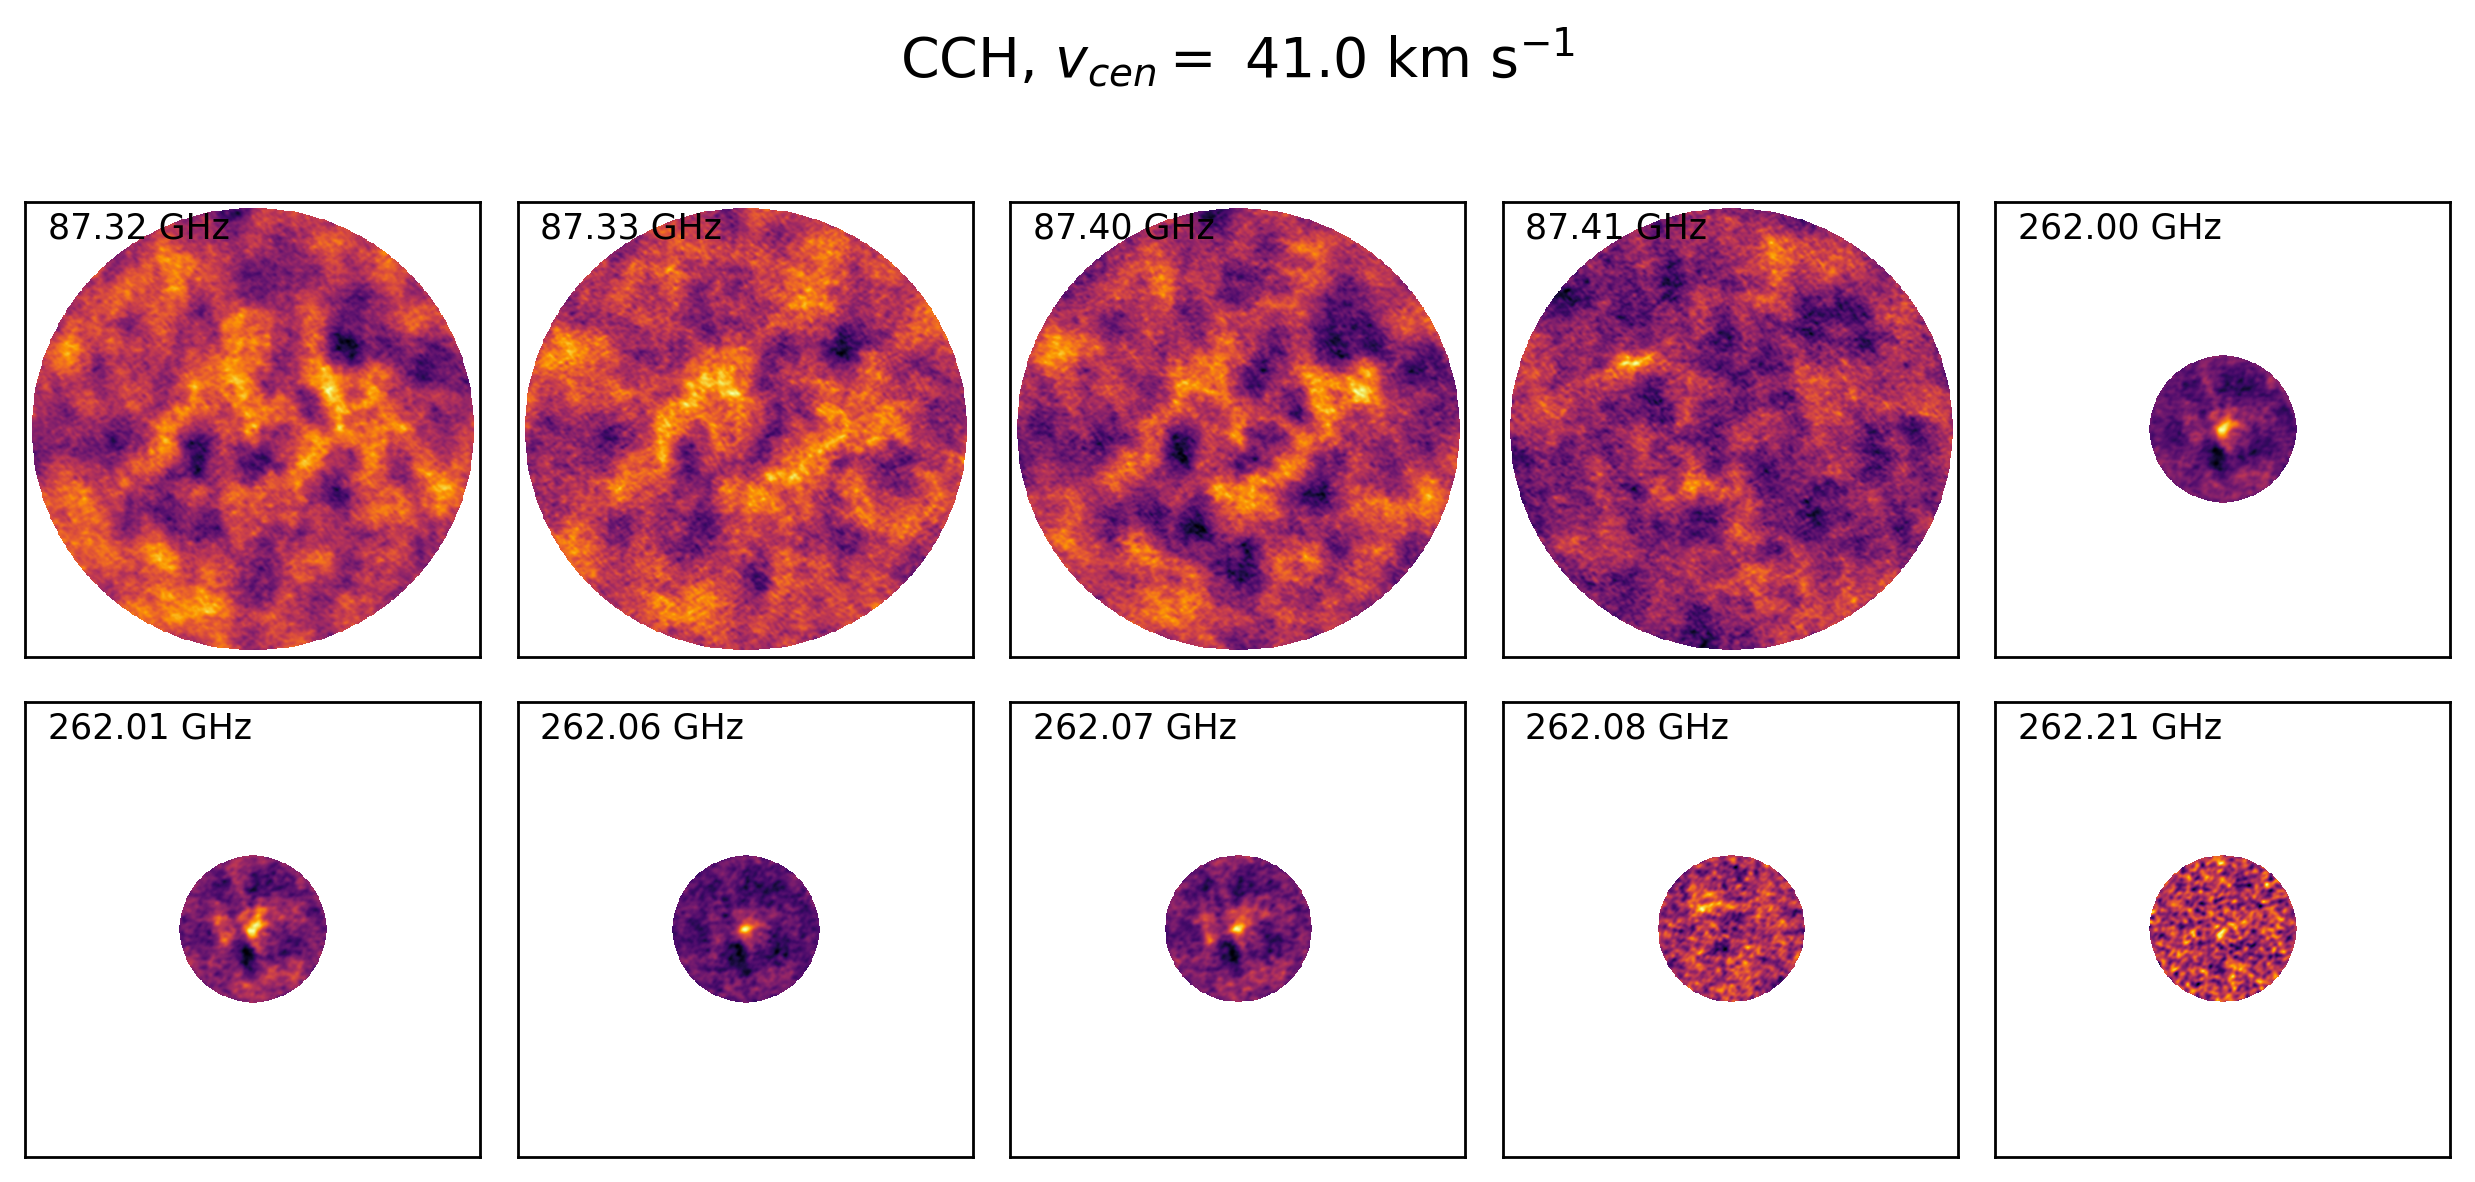 CCH, v_cen = 41.0 km s⁻¹
87.32 GHz
87.33 GHz
87.40 GHz
87.41 GHz
262.00 GHz
262.01 GHz
262.06 GHz
262.07 GHz
262.08 GHz
262.21 GHz